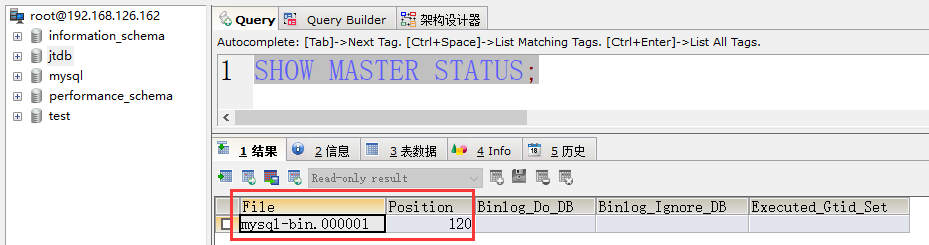 root@192.168.126.162
information_schema
jtdb
mysql
performance_schema
test
Query
Query Builder
架构设计器
Autocomplete: [Tab]->Next Tag. [Ctrl+Space]->List Matching Tags. [Ctrl+Enter]->List All Tags.
1 SHOW MASTER STATUS;
1 结果
2 信息
3 表数据
4 Info
18
5 历史
Read-only result
File Position Binlog_Do_DB Binlog_Ignore_DB Executed_Gtid_Set
mysql-bin.000001 120